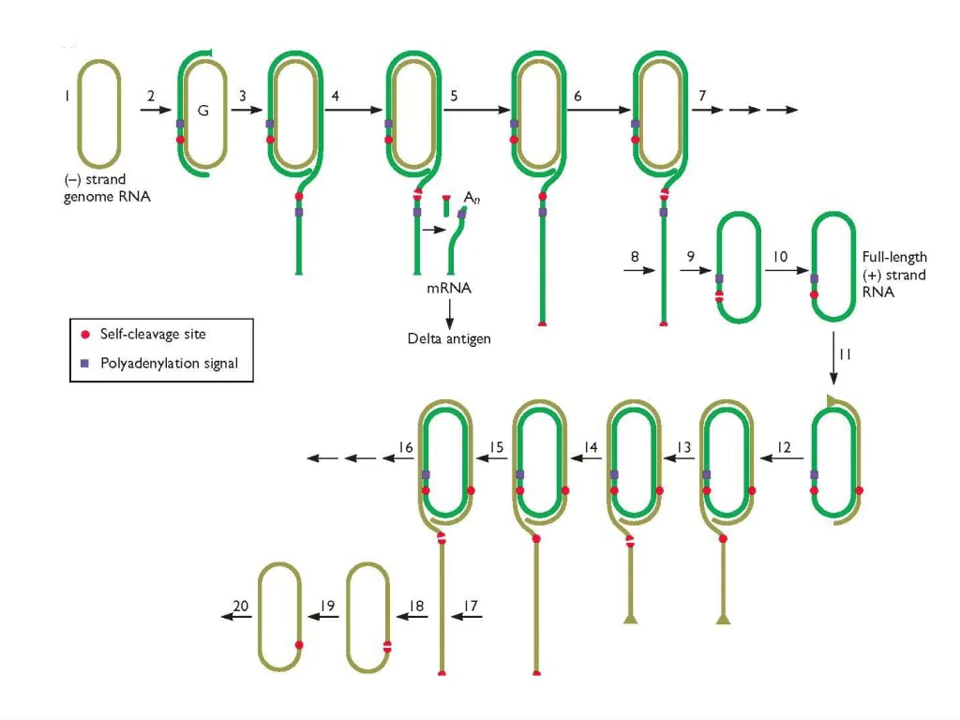 1
2
3
4
5
6
7
G
(–) strand
genome RNA
An
mRNA
Delta antigen
8
9
10
Full-length
(+) strand
RNA
Self-cleavage site
Polyadenylation signal
11
16
15
14
13
12
20
19
18
17